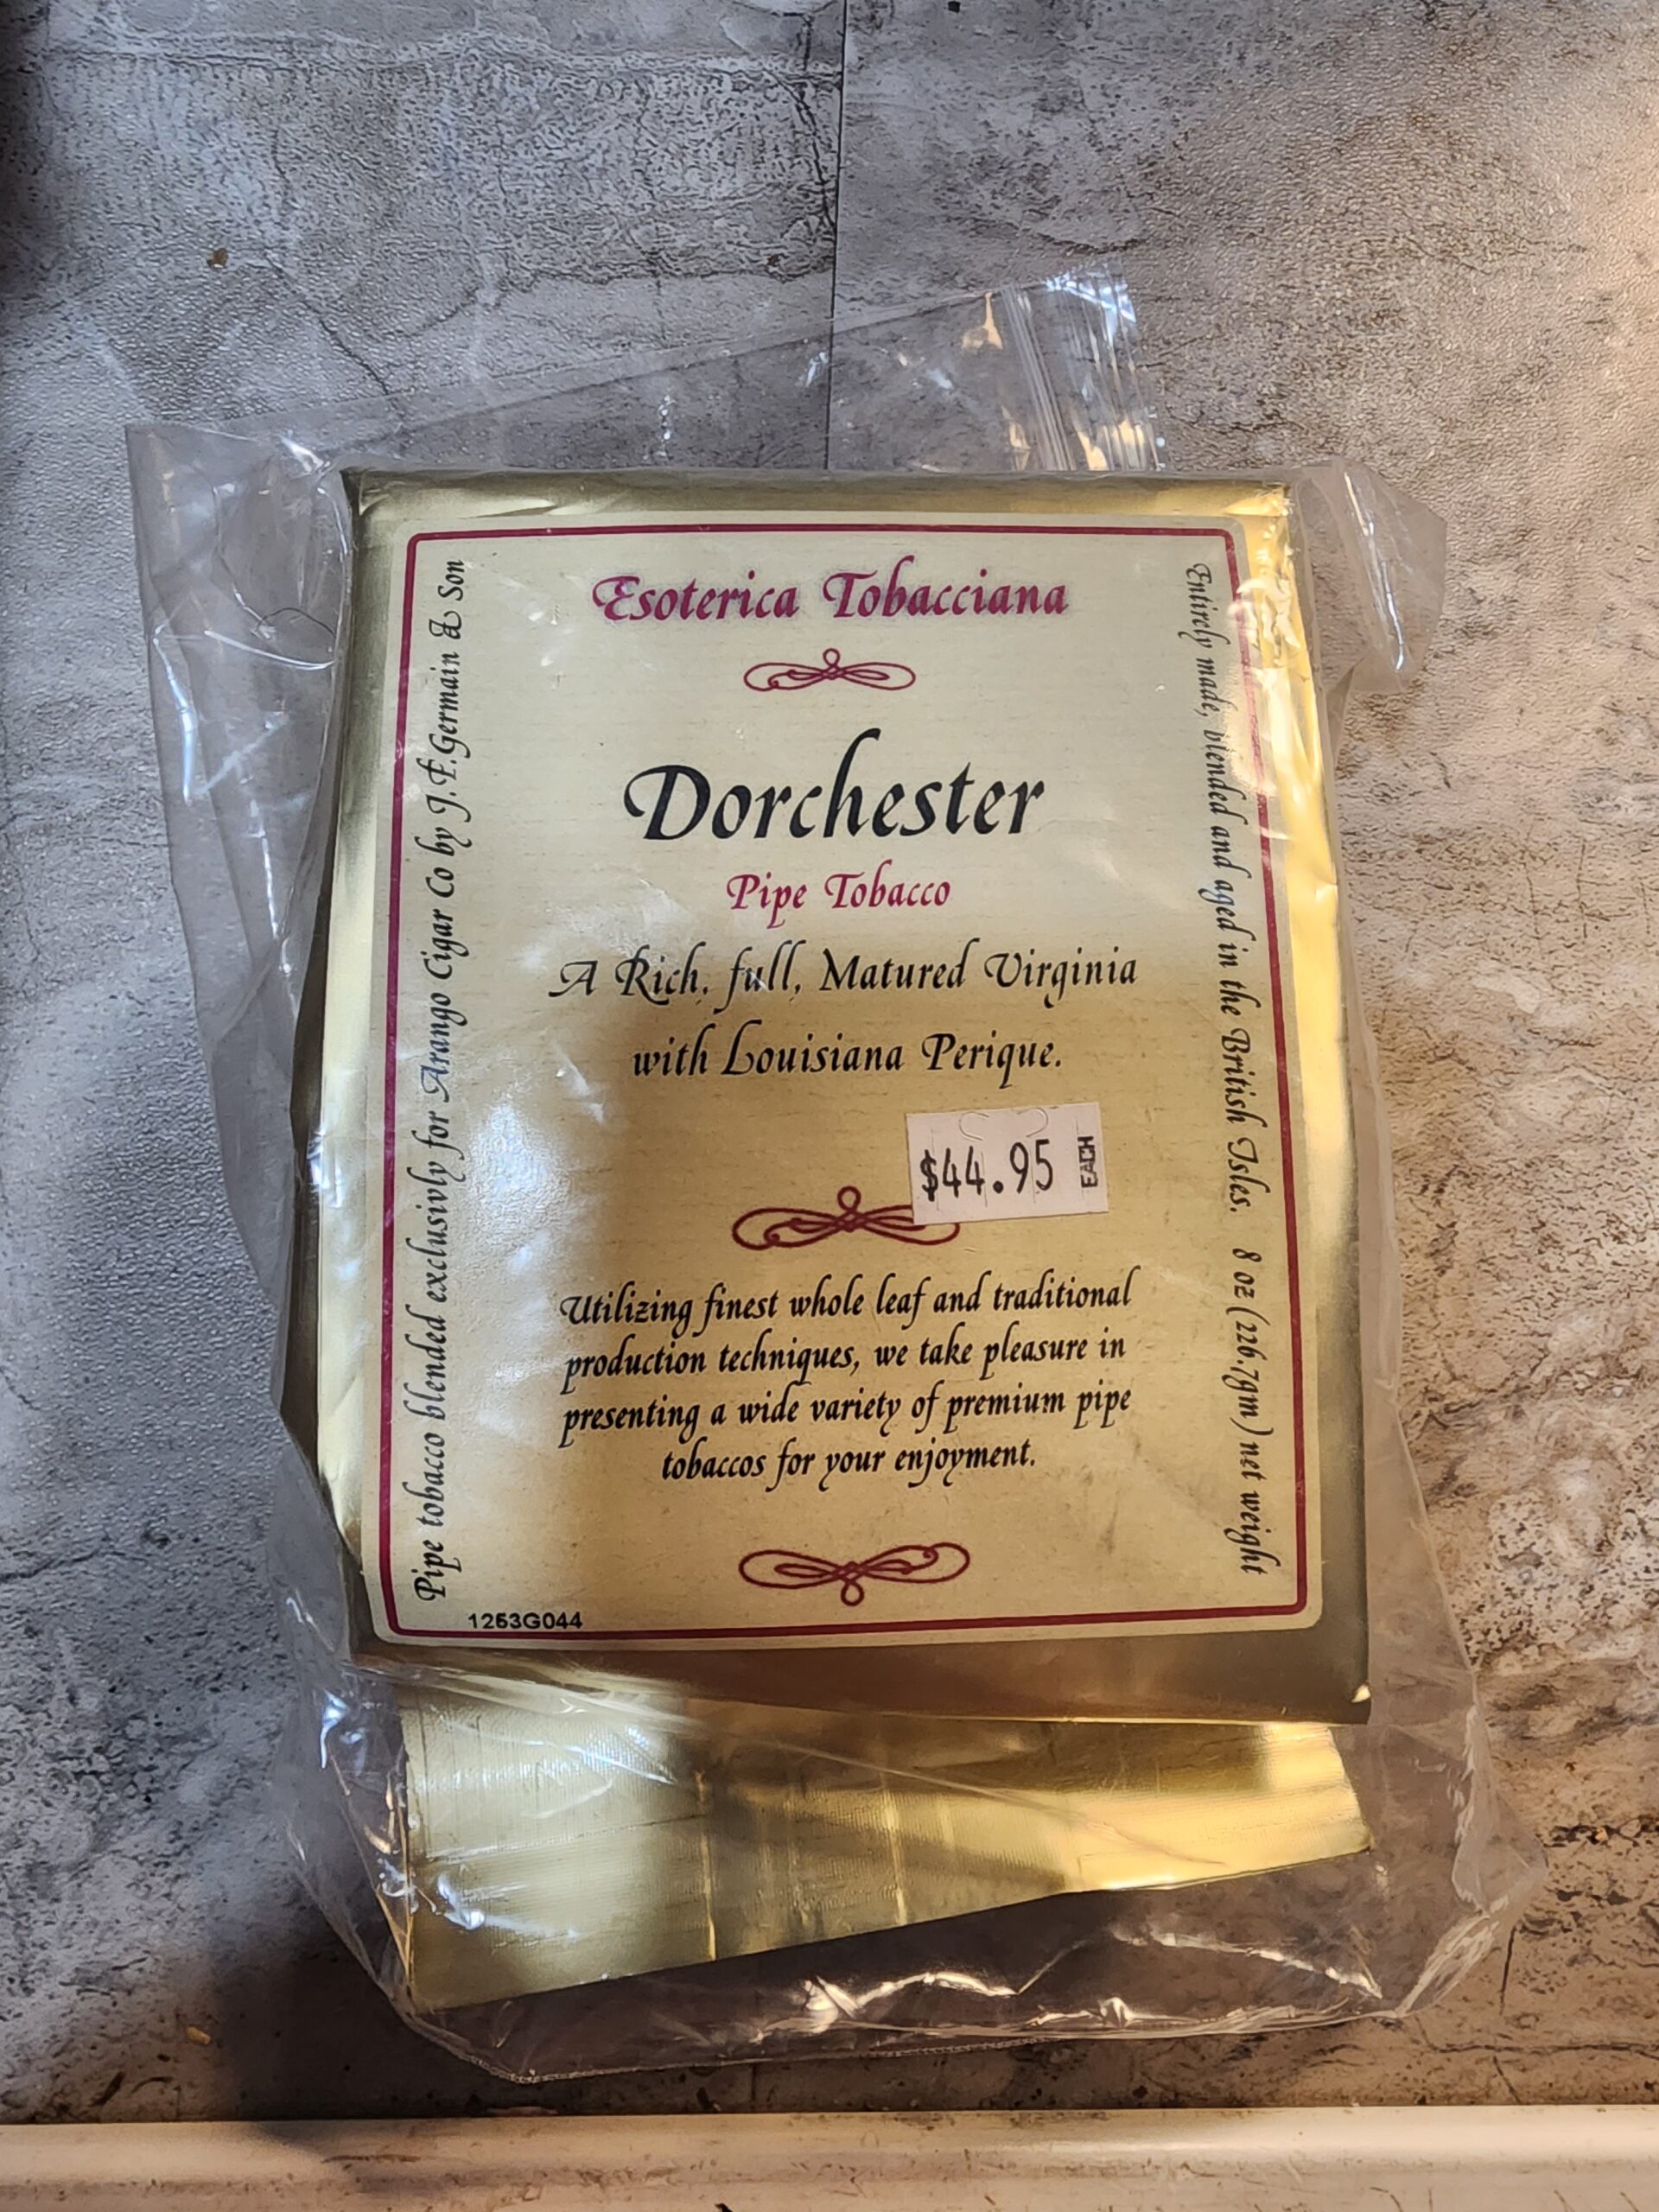 Esoterica Tobacciana
Dorchester
Pipe Tobacco
A Rich, full, Matured Virginia
with Louisiana Perique.
$44.95 EACH
Utilizing finest whole leaf and traditional
production techniques, we take pleasure in
presenting a wide variety of premium pipe
tobaccos for your enjoyment.
Pipe tobacco blended exclusivly for Arango Cigar Co by J.F.Germain & Son
Entirely made, blended and aged in the British Isles. 8 oz (226.7gm) net weight
1253G044